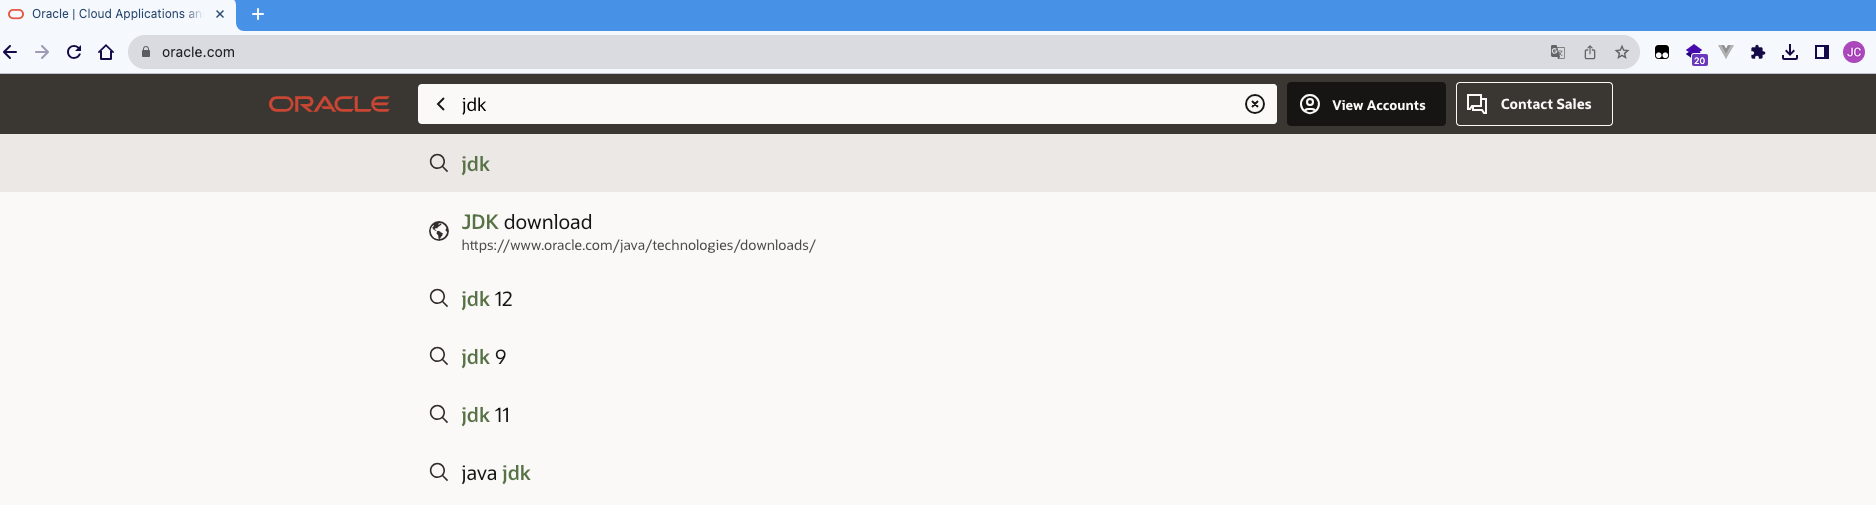 Oracle | Cloud Applications an
oracle.com
20
JC
ORACLE
jdk
View Accounts
Contact Sales
jdk
JDK download
https://www.oracle.com/java/technologies/downloads/
jdk 12
jdk 9
jdk 11
java jdk